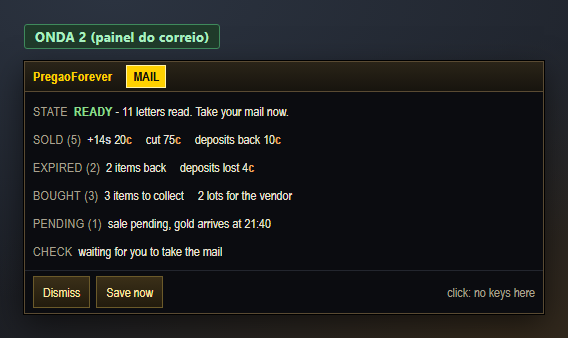 ONDA 2 (painel do correio)
PregaoForever MAIL
STATE READY - 11 letters read. Take your mail now.
SOLD (5) +14s 20c cut 75c deposits back 10c
EXPIRED (2) 2 items back deposits lost 4c
BOUGHT (3) 3 items to collect 2 lots for the vendor
PENDING (1) sale pending, gold arrives at 21:40
CHECK waiting for you to take the mail
Dismiss Save now click: no keys here